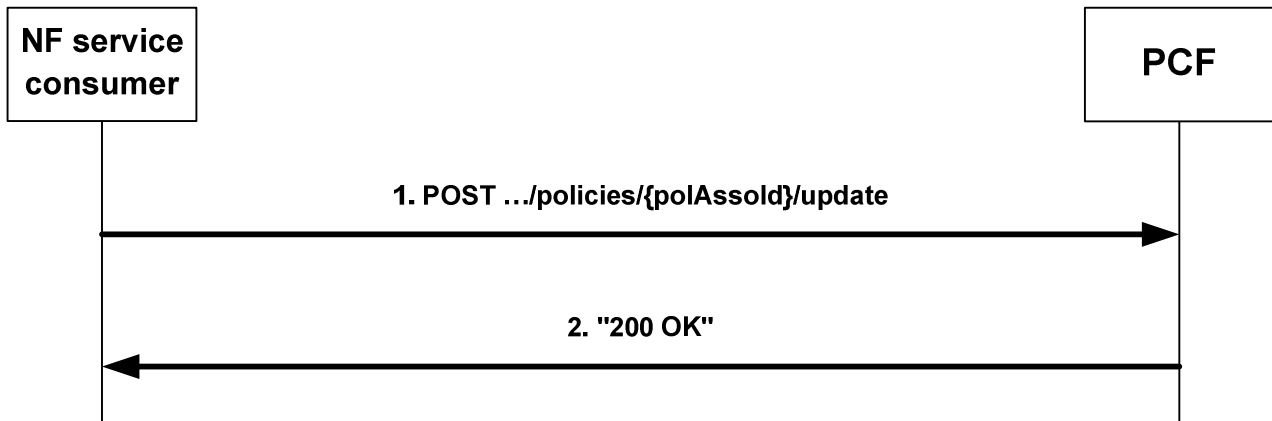 NF service
consumer
PCF
1. POST …/policies/{polAssoId}/update
2. "200 OK"